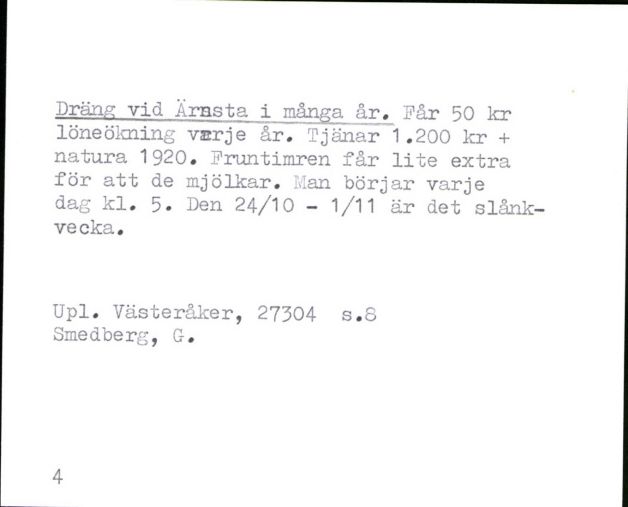 Dräng vid Ärnsta i många år. Får 50 kr
löneökning varje år. Tjänar 1.200 kr +
natura 1920. Fruntimren får lite extra
för att de mjölkar. Man börjar varje
dag kl. 5. Den 24/10 - 1/11 är det slånk-
vecka.
Upl. Västeråker, 27304 s.8
Smedberg, G.
4